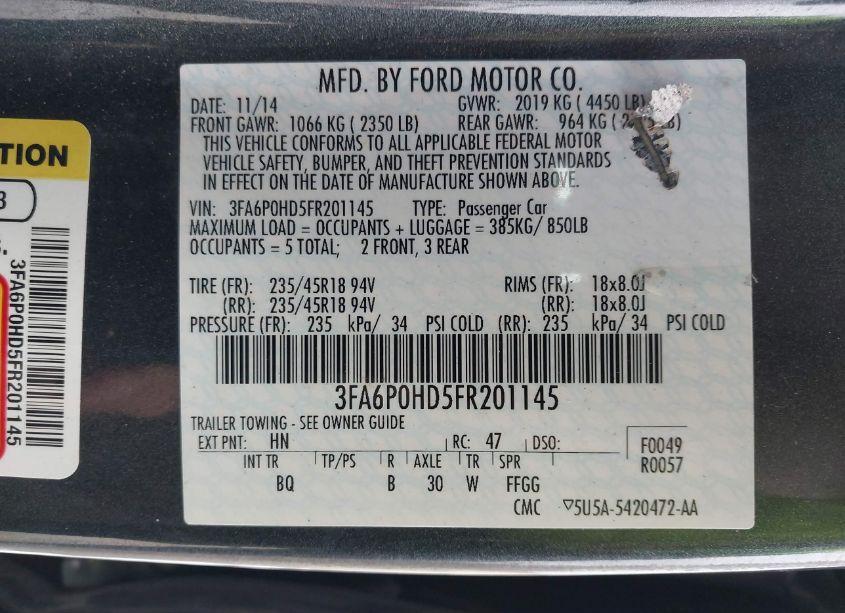 MFD. BY FORD MOTOR CO.
DATE: 11/14 GVWR: 2019 KG ( 4450 LB)
FRONT GAWR: 1066 KG ( 2350 LB) REAR GAWR: 964 KG (
THIS VEHICLE CONFORMS TO ALL APPLICABLE FEDERAL MOTOR
VEHICLE SAFETY, BUMPER, AND THEFT PREVENTION STANDARDS
IN EFFECT ON THE DATE OF MANUFACTURE SHOWN ABOVE.
VIN: 3FA6P0HD5FR201145 TYPE: Passenger Car
MAXIMUM LOAD = OCCUPANTS + LUGGAGE = 385KG/ 850LB
OCCUPANTS = 5 TOTAL; 2 FRONT, 3 REAR
TIRE (FR): 235/45R18 94V RIMS (FR): 18x8.0J
(RR): 235/45R18 94V (RR): 18x8.0J
PRESSURE (FR): 235 kPa/ 34 PSI COLD (RR): 235 kPa/ 34 PSI COLD
3FA6P0HD5FR201145
TRAILER TOWING - SEE OWNER GUIDE
EXT PNT: HN RC: 47 DSO: F0049
R0057
INT TR TP/PS R AXLE TR SPR
BQ B 30 W FFGG
CMC ▽5U5A-5420472-AA
TION
3
3FA6P0HD5FR201145